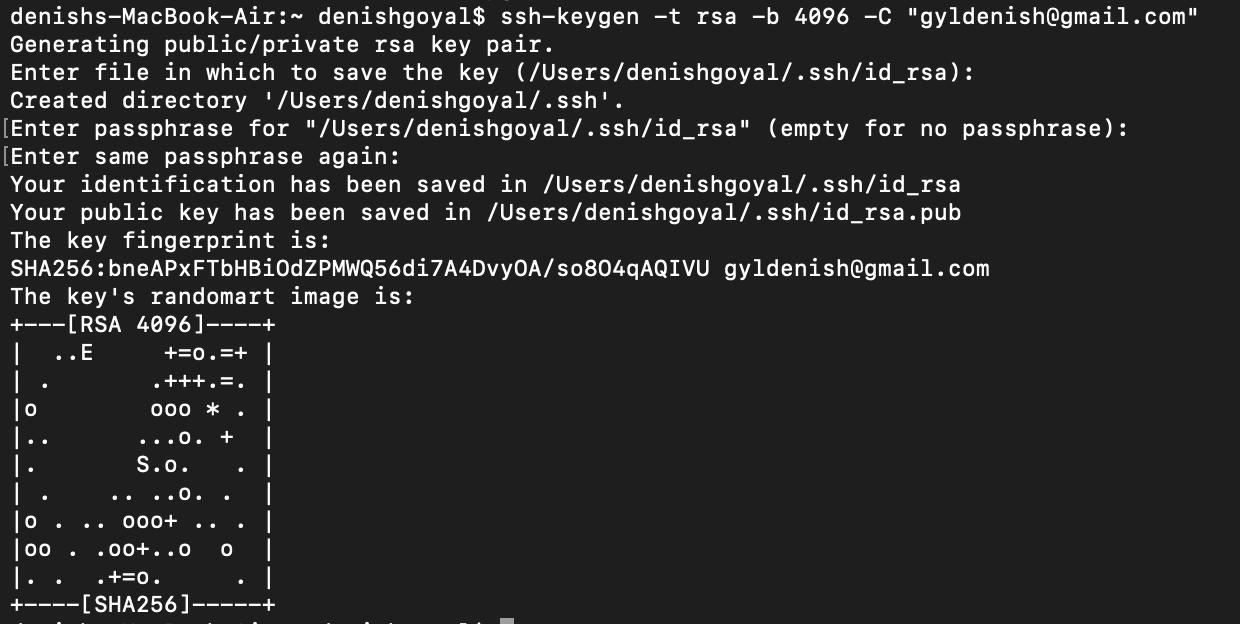 denishs-MacBook-Air:~ denishgoyal$ ssh-keygen -t rsa -b 4096 -C "gyldenish@gmail.com"
Generating public/private rsa key pair.
Enter file in which to save the key (/Users/denishgoyal/.ssh/id_rsa):
Created directory '/Users/denishgoyal/.ssh'.
[Enter passphrase for "/Users/denishgoyal/.ssh/id_rsa" (empty for no passphrase):
[Enter same passphrase again:
Your identification has been saved in /Users/denishgoyal/.ssh/id_rsa
Your public key has been saved in /Users/denishgoyal/.ssh/id_rsa.pub
The key fingerprint is:
SHA256:bneAPxFTbHBiOdZPMWQ56di7A4DvyOA/so8O4qAQIVU gyldenish@gmail.com
The key's randomart image is:
+---[RSA 4096]----+
|  ..E     +=o.=+ |
| .       .+++.=. |
|o        ooo * . |
|..      ...o. +  |
|.       S.o.   . |
| .    .. ..o. .  |
|o . .. ooo+ .. . |
|oo . .oo+..o  o  |
|. .  .+=o.     . |
+----[SHA256]-----+